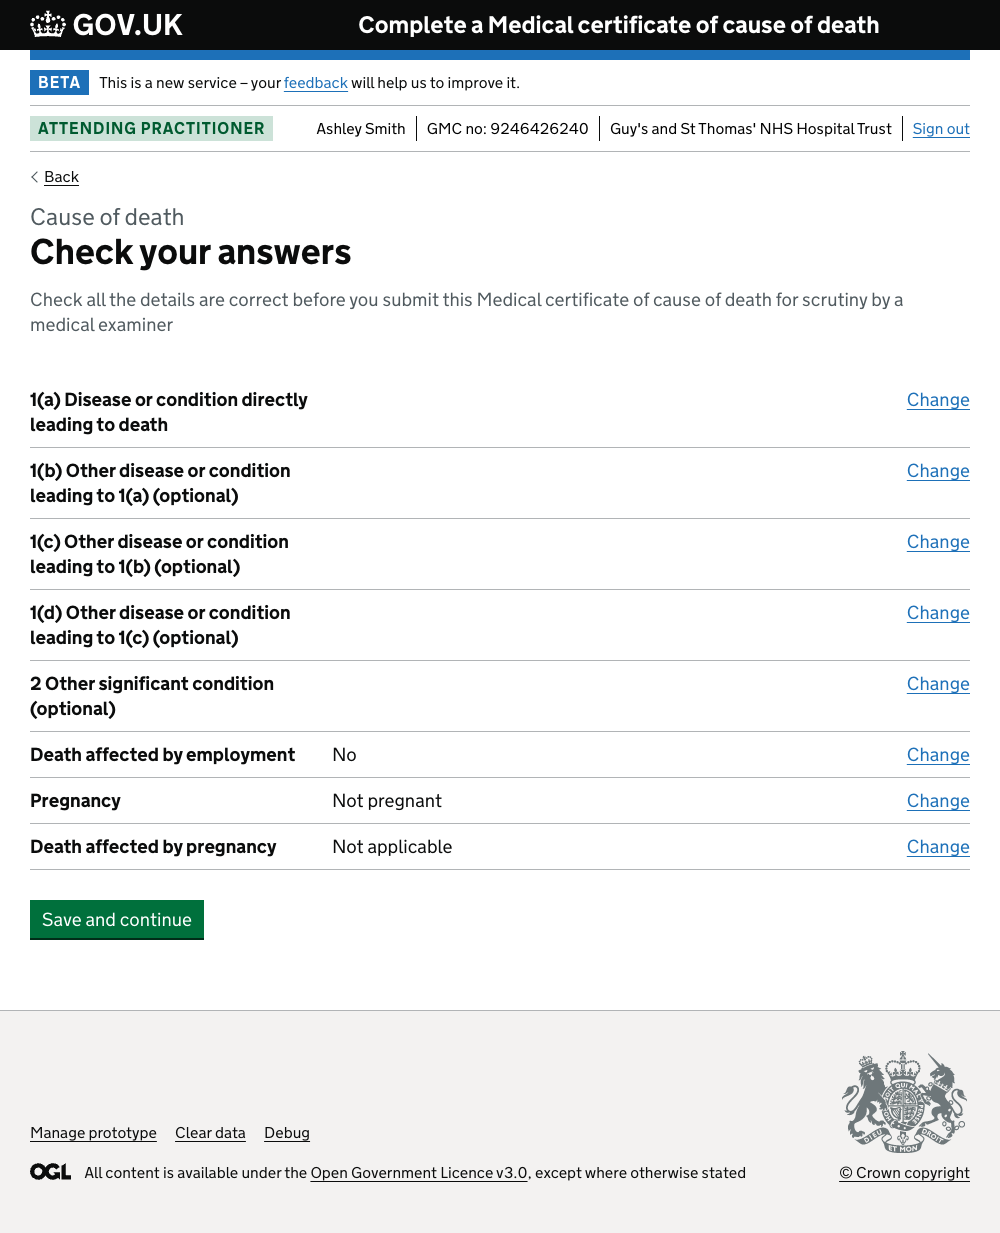 GOV.UK Complete a Medical certificate of cause of death
BETA This is a new service – your feedback will help us to improve it.
ATTENDING PRACTITIONER Ashley Smith GMC no: 9246426240 Guy's and St Thomas' NHS Hospital Trust Sign out
Back
Cause of death
Check your answers
Check all the details are correct before you submit this Medical certificate of cause of death for scrutiny by a
medical examiner
1(a) Disease or condition directly Change
leading to death
1(b) Other disease or condition Change
leading to 1(a) (optional)
1(c) Other disease or condition Change
leading to 1(b) (optional)
1(d) Other disease or condition Change
leading to 1(c) (optional)
2 Other significant condition Change
(optional)
Death affected by employment No Change
Pregnancy Not pregnant Change
Death affected by pregnancy Not applicable Change
Save and continue
DIEU ET MON DROIT
Manage prototype Clear data Debug
OGL All content is available under the Open Government Licence v3.0, except where otherwise stated © Crown copyright